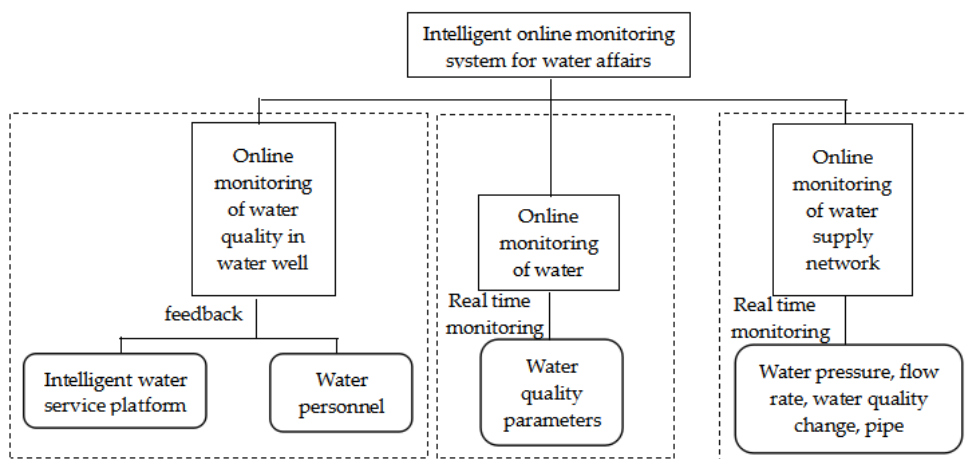 Intelligent online monitoring
system for water affairs
Online
monitoring
of water
quality in
water well
feedback
Intelligent water
service platform
Water
personnel
Online
monitoring
of water
Real time
monitoring
Water
quality
parameters
Online
monitoring
of water
supply
network
Real time
monitoring
Water pressure, flow
rate, water quality
change, pipe